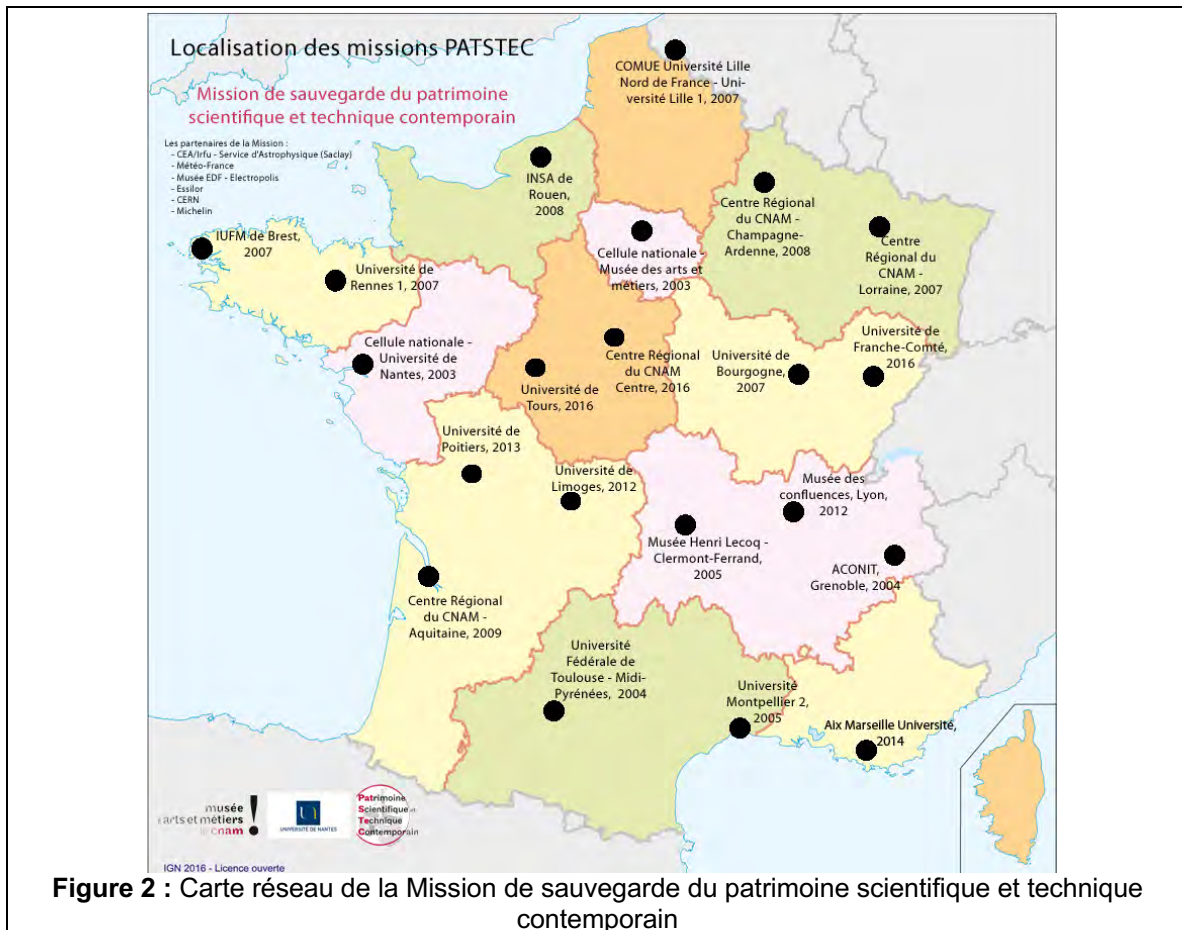 Localisation des missions PATSTEC
Mission de sauvegarde du patrimoine
scientifique et technique contemporain
Les partenaires de la Mission :
- CEA/Irfu - Service d'Astrophysique (Saclay)
- Météo-France
- Musée EDF - Electropolis
- Essilor
- CERN
- Michelin
COMUE Université Lille
Nord de France - Uni-
versité Lille 1, 2007
INSA de
Rouen,
2008
Centre Régional
du CNAM -
Champagne-
Ardenne, 2008
Centre
Régional du
CNAM -
Lorraine, 2007
Cellule nationale -
Musée des arts et
métiers, 2003
IUFM de Brest,
2007
Université de
Rennes 1, 2007
Cellule nationale -
Université de
Nantes, 2003
Centre Régional
du CNAM
Centre, 2016
Université de
Tours, 2016
Université de
Bourgogne,
2007
Université de
Franche-Comté,
2016
Université de
Poitiers, 2013
Université de
Limoges, 2012
Musée des
confluences, Lyon,
2012
Musée Henri Lecoq -
Clermont-Ferrand,
2005
ACONIT,
Grenoble, 2004
Centre Régional
du CNAM -
Aquitaine, 2009
Université
Fédérale de
Toulouse - Midi-
Pyrénées, 2004
Université
Montpellier 2,
2005
Aix Marseille Université,
2014
musée
arts et métiers
cnam
UNIVERSITÉ DE NANTES
Patrimoine
Scientifique et
Technique
Contemporain
IGN 2016 - Licence ouverte
Figure 2 : Carte réseau de la Mission de sauvegarde du patrimoine scientifique et technique
contemporain